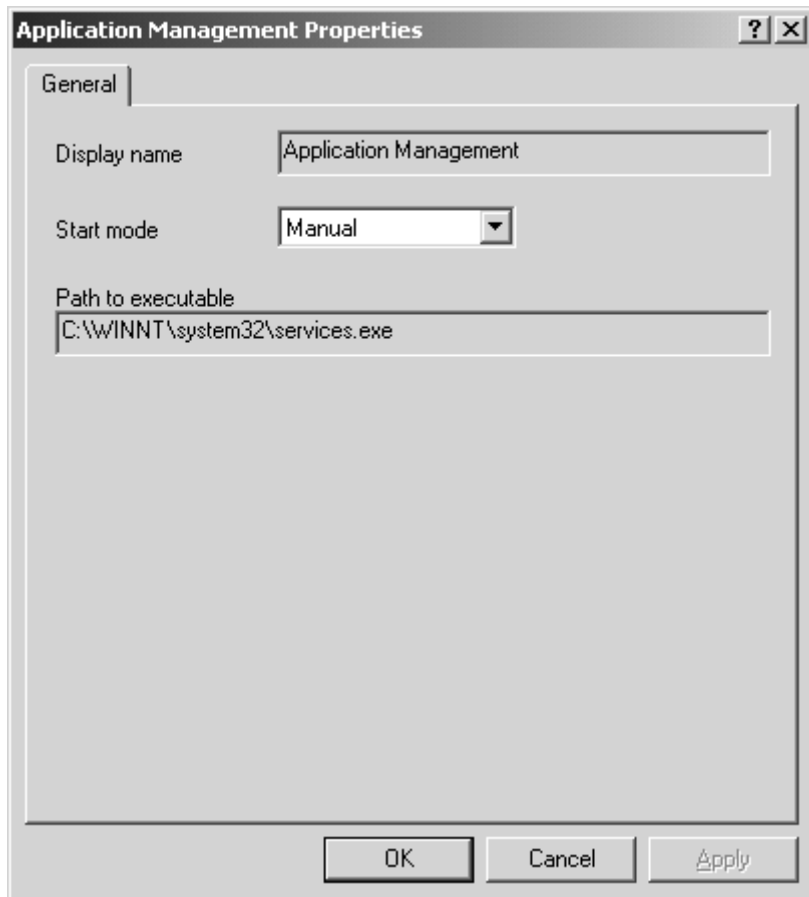 Application Management Properties
General
Display name Application Management
Start mode Manual
Path to executable
C:\WINNT\system32\services.exe
OK Cancel Apply